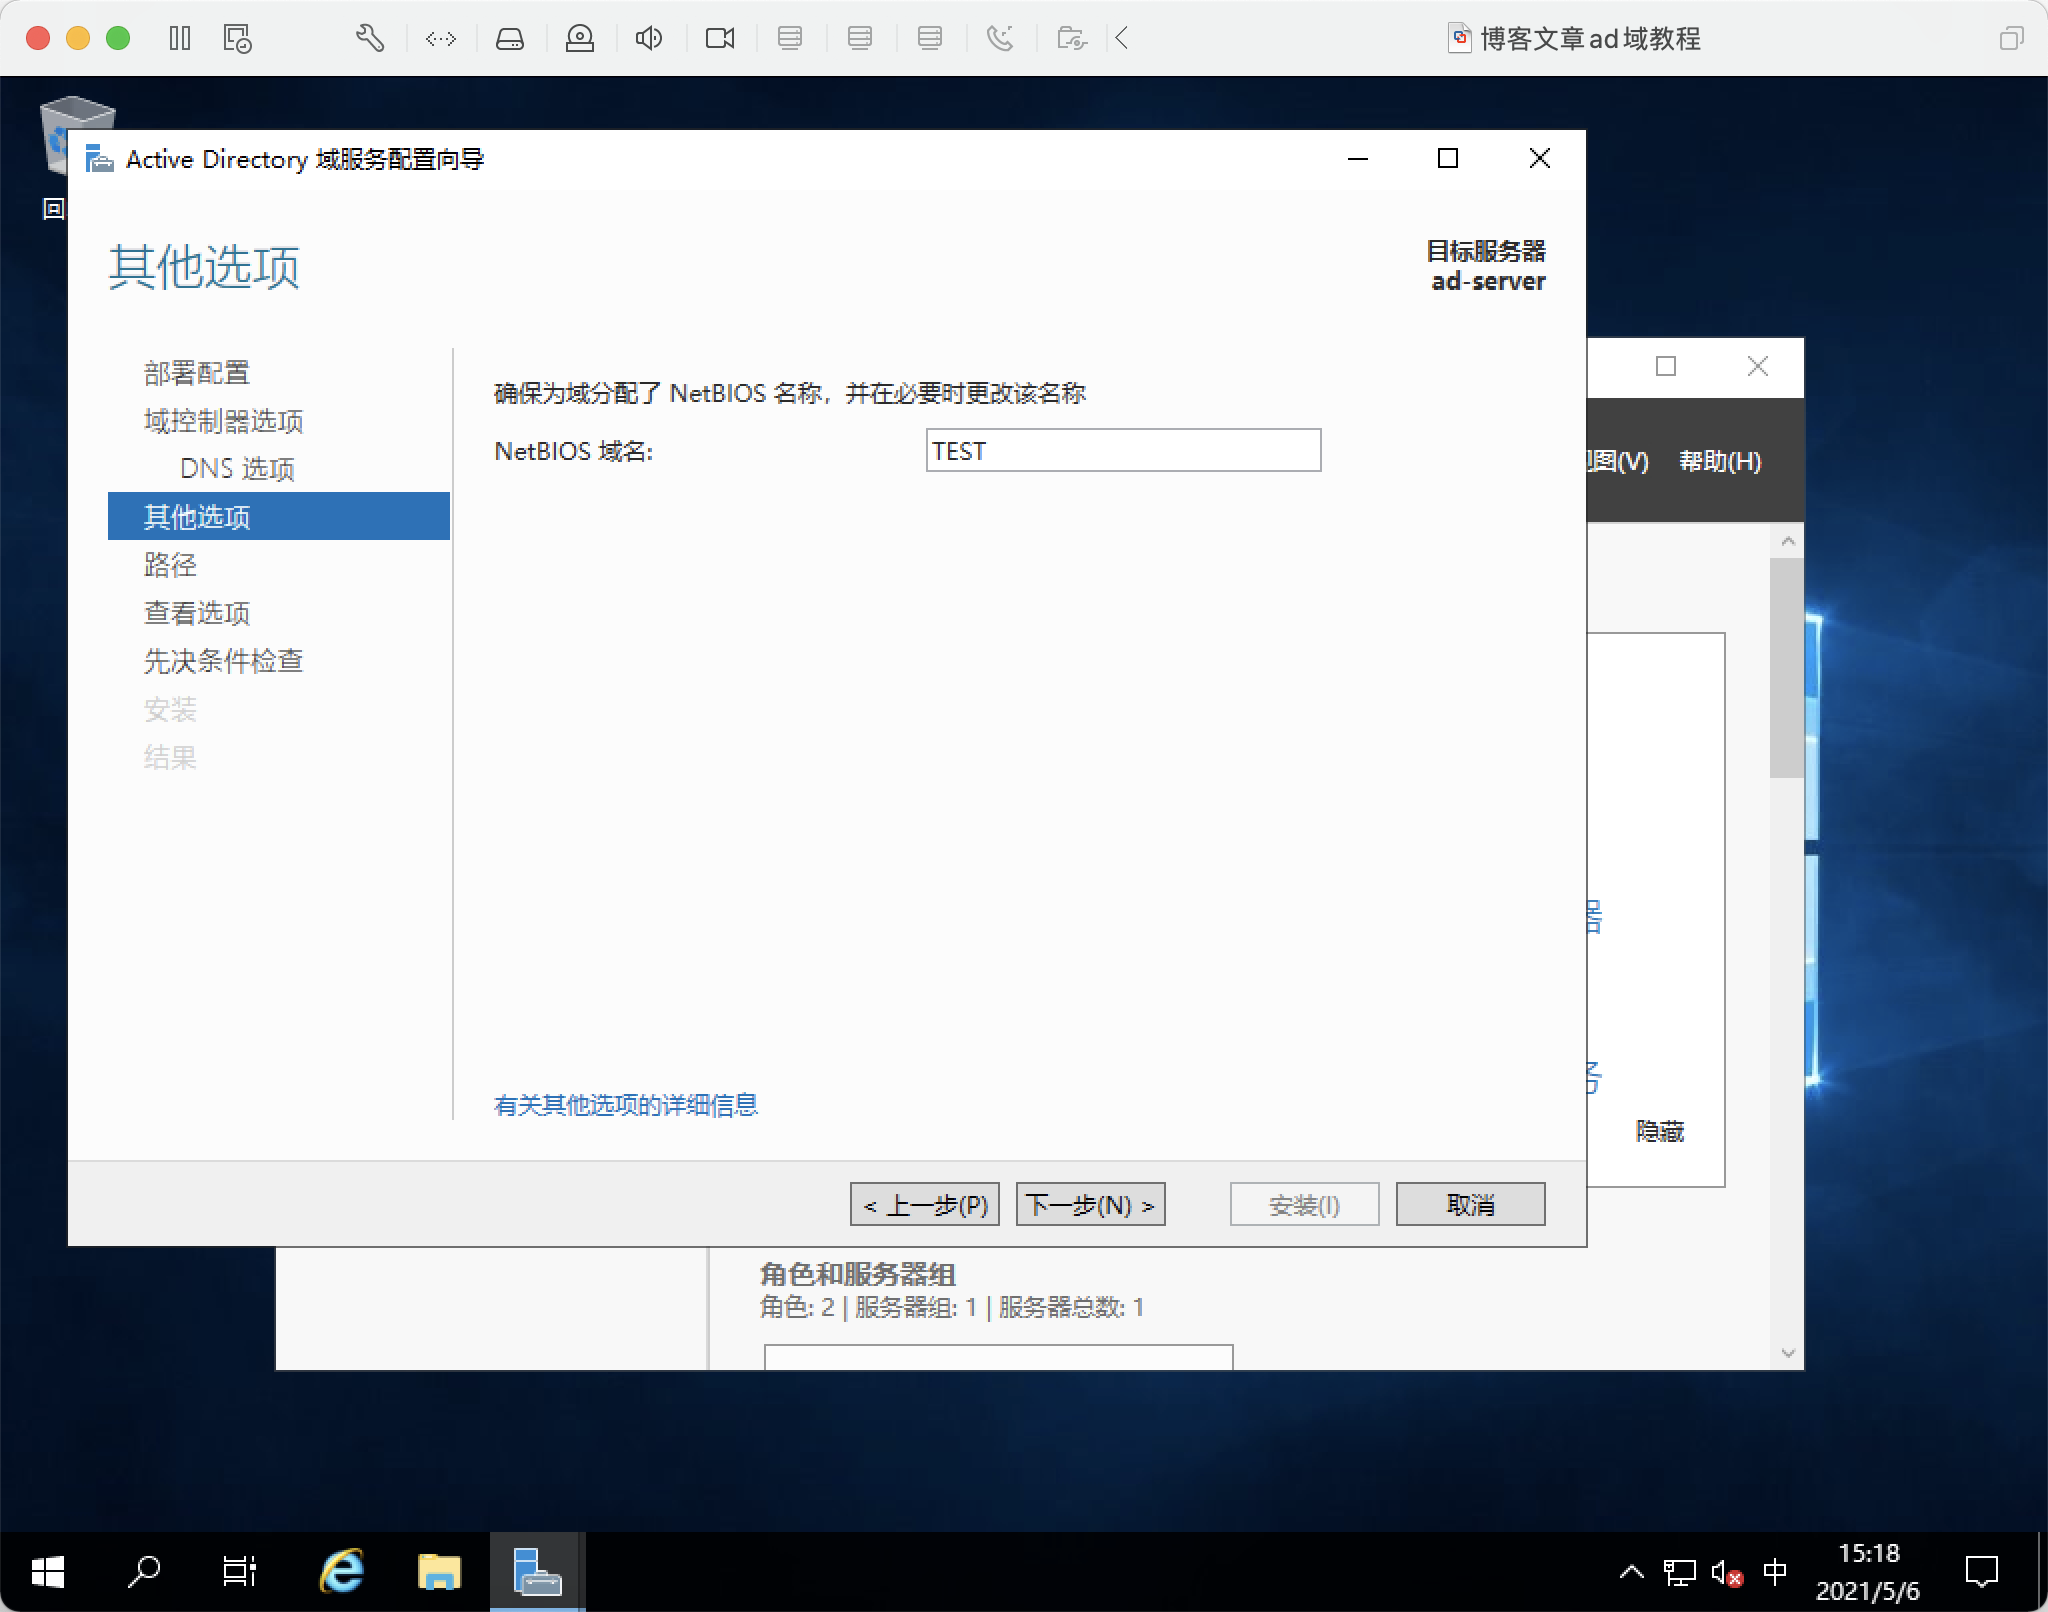 博客文章ad域教程
回
Active Directory 域服务配置向导
其他选项
目标服务器
ad-server
部署配置
域控制器选项
DNS 选项
其他选项
路径
查看选项
先决条件检查
安装
结果
确保为域分配了 NetBIOS 名称，并在必要时更改该名称
NetBIOS 域名:
TEST
有关其他选项的详细信息
< 上一步(P)
下一步(N) >
安装(I)
取消
图(V)
帮助(H)
器
务
隐藏
角色和服务器组
角色: 2 | 服务器组: 1 | 服务器总数: 1
中
15:18
2021/5/6